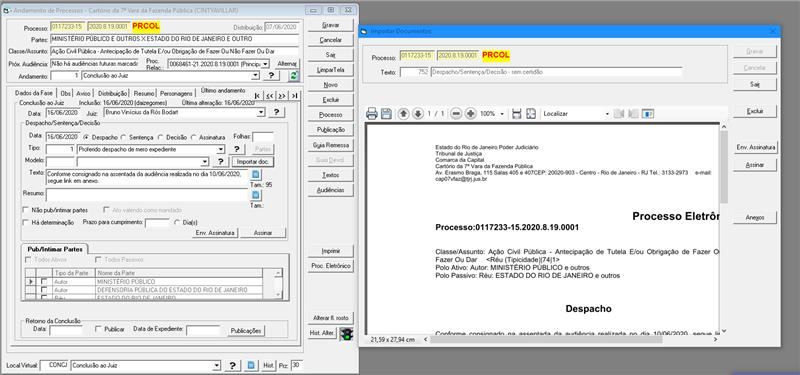 Andamento de Processos - Cartório da 7ª Vara da Fazenda Pública (CINTYAVILLAR)
Processo: 0117233-15 2020.8.19.0001 PRCOL Distribuição: 07/06/2020
Partes: MINISTÉRIO PÚBLICO E OUTROS X ESTADO DO RIO DE JANEIRO E OUTRO
Classe/Assunto: Ação Civil Pública - Antecipação de Tutela E/ou Obrigação de Fazer Ou Não Fazer Ou Dar
Próx. Audiência: Não há audiências futuras marcadas Proc. Relac.: 0068461-21.2020.8.19.0001 (Princip
Andamento: 1 Conclusão ao Juiz ?
Dados da Fase Obs Aviso Distribuição Resumo Personagens Último andamento |< << >> >|
Conclusão ao Juiz Inclusão: 16/06/2020 (daizegomes) Última alteração: 16/06/2020
Data: 16/06/2020 Juiz: Bruno Vinícius da Rós Bodart ?
Despacho/Sentença/Decisão
Data: 16/06/2020 Despacho Sentença Decisão Assinatura Folhas:
Tipo: 1 Proferido despacho de mero expediente ? Partes
Modelo: ? Importar doc.
Texto: Conforme consignado na assentada da audiência realizada no dia 10/06/2020,
segue link em anexo.
Tam.: 95
Resumo:
Tam.:
Não pub/intimar partes Ato valendo como mandado
Há determinação Prazo para cumprimento: Dia(s)
Env. Assinatura Assinar
Pub/Intimar Partes
Todos Ativos Todos Passivos
Tipo da Parte Nome da Parte
Autor MINISTÉRIO PÚBLICO
Autor DEFENSORIA PÚBLICA DO ESTADO DO RIO DE JANEIRO
Réu ESTADO DO RIO DE JANEIRO
Retorno da Conclusão
Data: Publicar Data de Expediente: Publicações
Local Virtual: CONCJ Conclusão ao Juiz ? Hist. Prz: 30
Gravar
Cancelar
Sair
LimparTela
Novo
Excluir
Processo
Publicação
Guia Remessa
Guia Devol.
Textos
Audiências
Imprimir
Proc. Eletrônico
Alterar fl. rosto
Hist. Alter.
Importar Documentos
Processo: 0117233-15 2020.8.19.0001 PRCOL
Texto: 752 Despacho/Sentença/Decisão - sem certidão
Gravar
Cancelar
Sair
Excluir
Env. Assinatura
Assinar
Anexos
1 / 1 100% Localizar
Estado do Rio de Janeiro Poder Judiciário
Tribunal de Justiça
Comarca da Capital
Cartório da 7ª Vara da Fazenda Pública
Av. Erasmo Braga, 115 Salas 405 e 407CEP: 20020-903 - Centro - Rio de Janeiro - RJ Tel.: 3133-2973 e-mail:
cap07vfaz@tjrj.jus.br
Processo Eletrôn
Processo:0117233-15.2020.8.19.0001
Classe/Assunto: Ação Civil Pública - Antecipação de Tutela E/ou Obrigação de Fazer O
Fazer Ou Dar <Réu (Tipicidade)|74|1>
Polo Ativo: Autor: MINISTÉRIO PÚBLICO e outros
Polo Passivo: Réu: ESTADO DO RIO DE JANEIRO e outros
Despacho
Conforme consignado na assentada da audiência realizada no dia 10/06/2020, segue li
21,59 x 27,94 cm